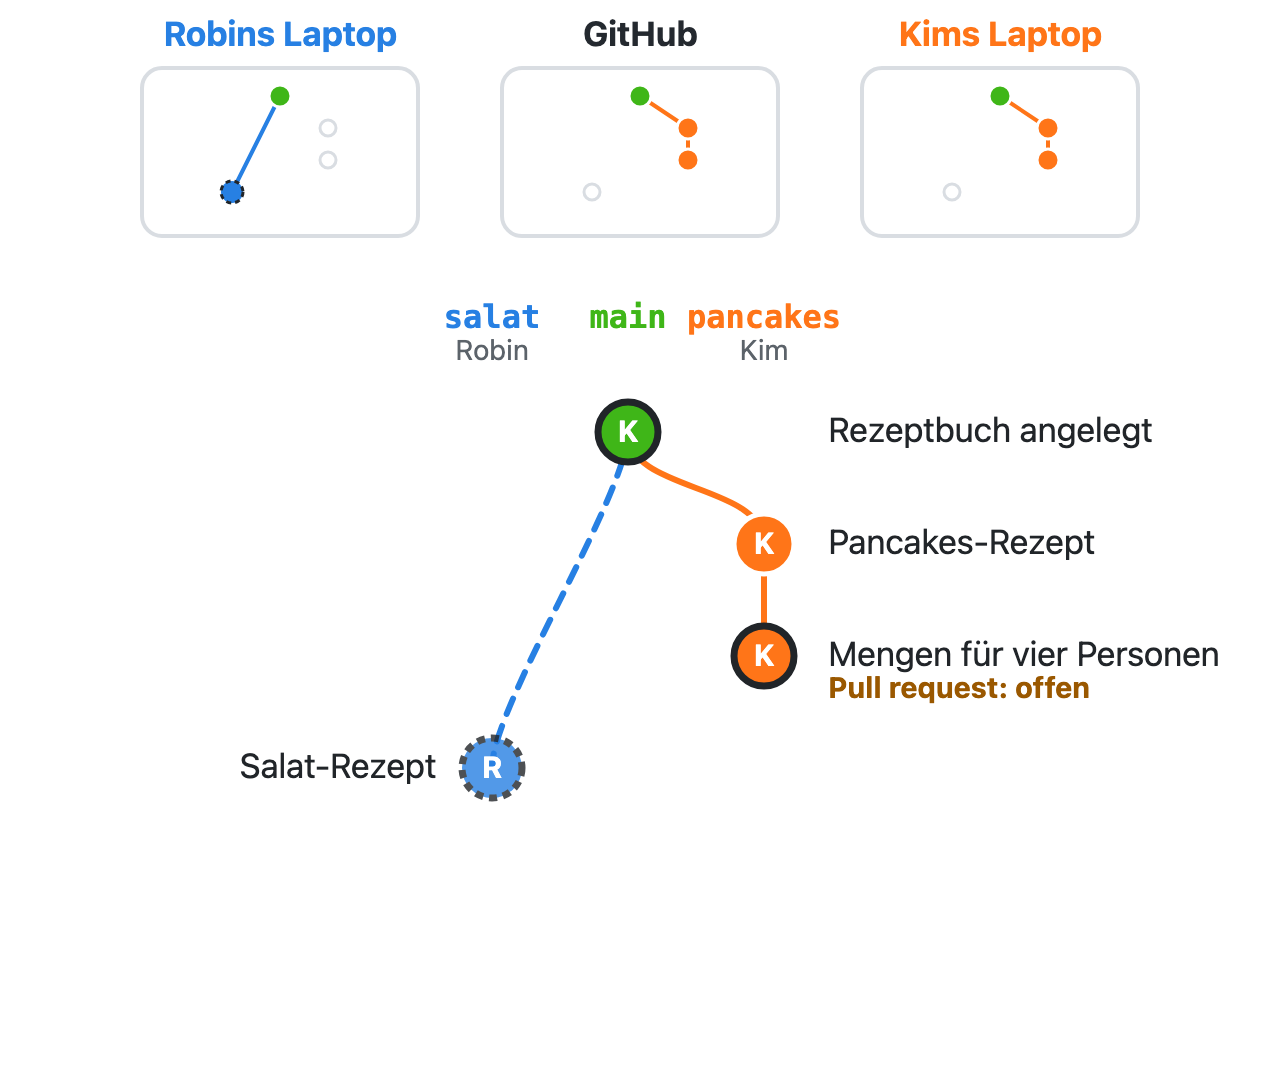 Robins Laptop
GitHub
Kims Laptop
salat
main
pancakes
Robin
Kim
K
Rezeptbuch angelegt
K
Pancakes-Rezept
K
Mengen für vier Personen
Pull request: offen
Salat-Rezept
R